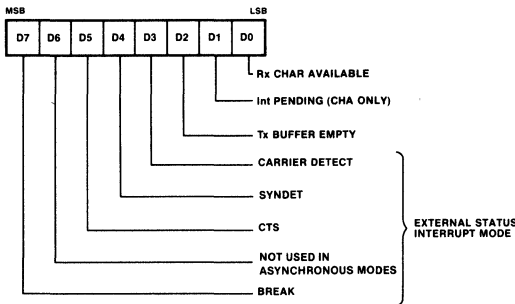 MSB LSB
D7 D6 D5 D4 D3 D2 D1 D0
Rx CHAR AVAILABLE
Int PENDING (CHA ONLY)
Tx BUFFER EMPTY
CARRIER DETECT
SYNDET
CTS
EXTERNAL STATUS
INTERRUPT MODE
NOT USED IN
ASYNCHRONOUS MODES
BREAK